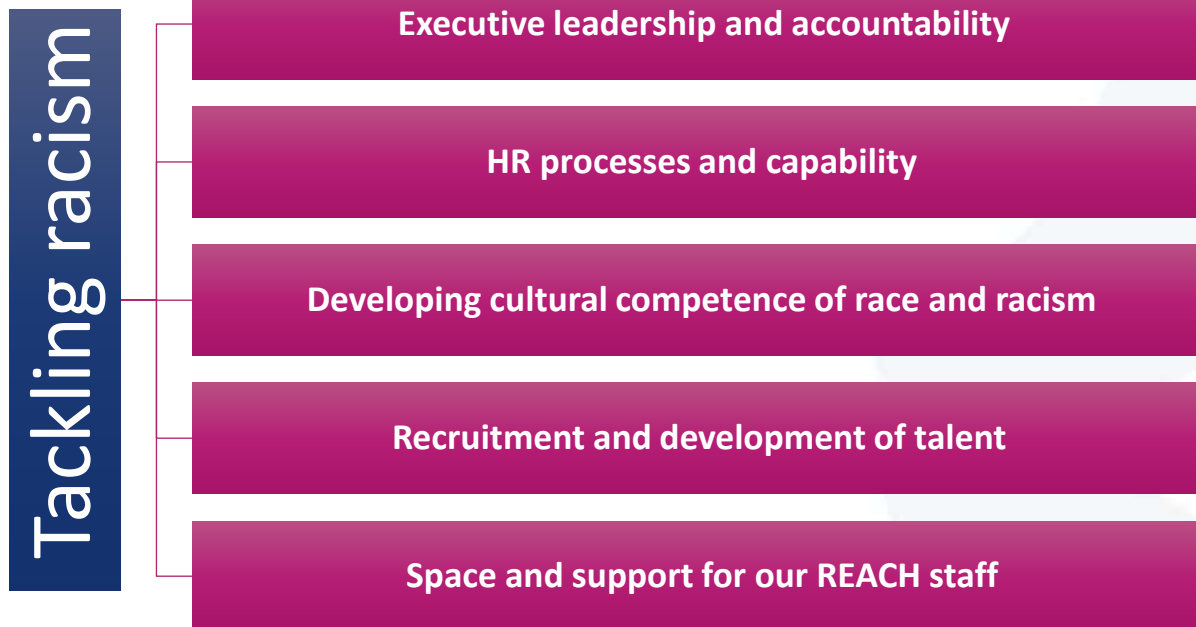 Tackling racism
Executive leadership and accountability
HR processes and capability
Developing cultural competence of race and racism
Recruitment and development of talent
Space and support for our REACH staff